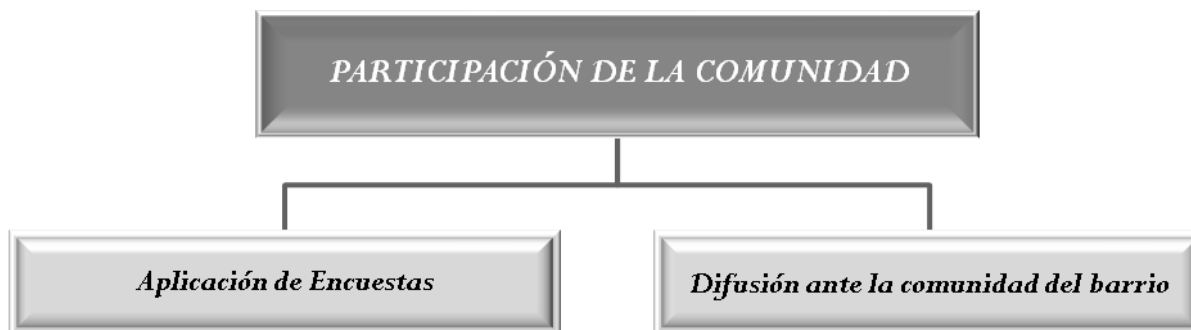 PARTICIPACIÓN DE LA COMUNIDAD
Aplicación de Encuestas
Difusión ante la comunidad del barrio